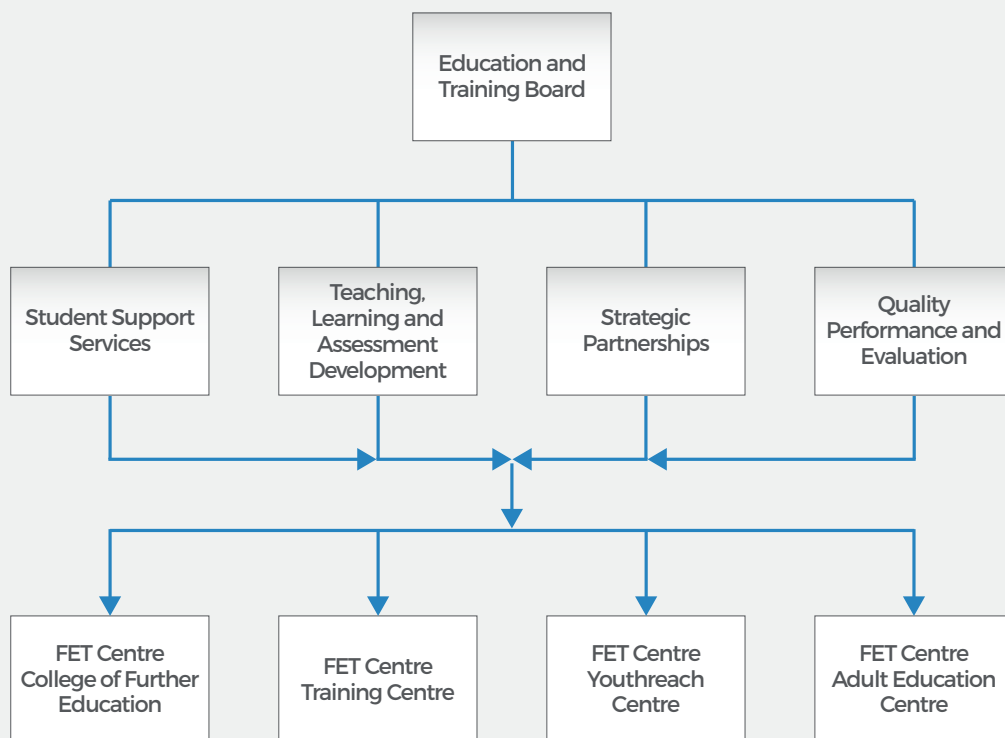 Education and
Training Board
Student Support
Services
Teaching,
Learning and
Assessment
Development
Strategic
Partnerships
Quality
Performance and
Evaluation
FET Centre
College of Further
Education
FET Centre
Training Centre
FET Centre
Youthreach
Centre
FET Centre
Adult Education
Centre